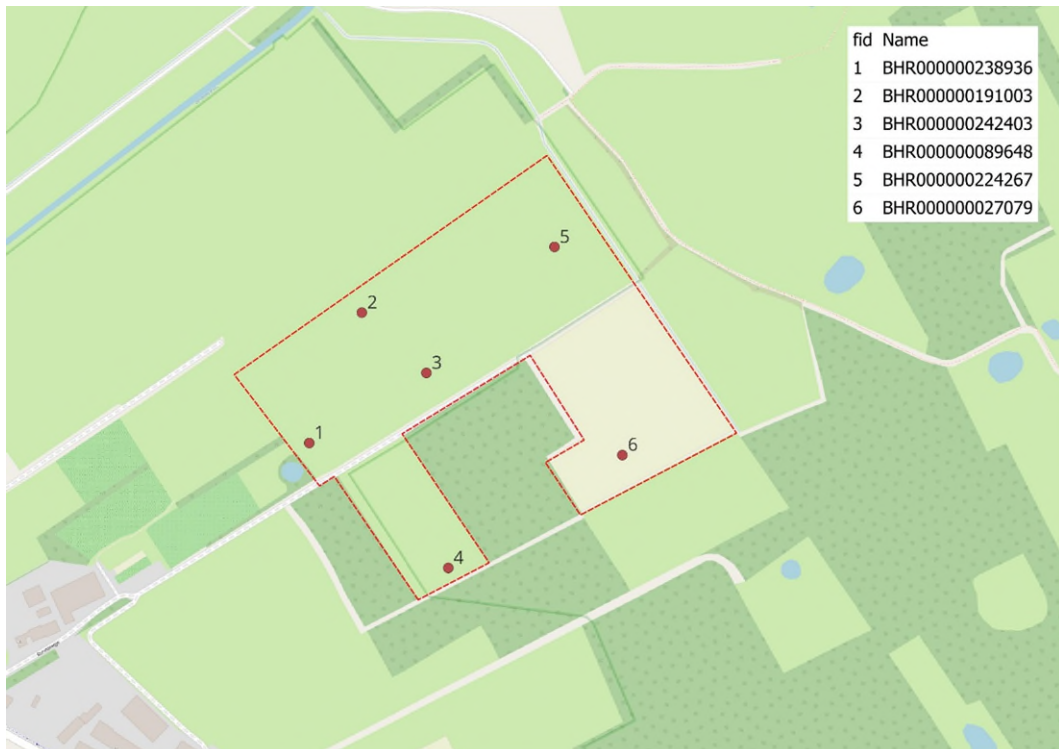 fid Name
1 BHR000000238936
2 BHR000000191003
3 BHR000000242403
4 BHR000000089648
5 BHR000000224267
6 BHR000000027079
5
2
3
1
6
4